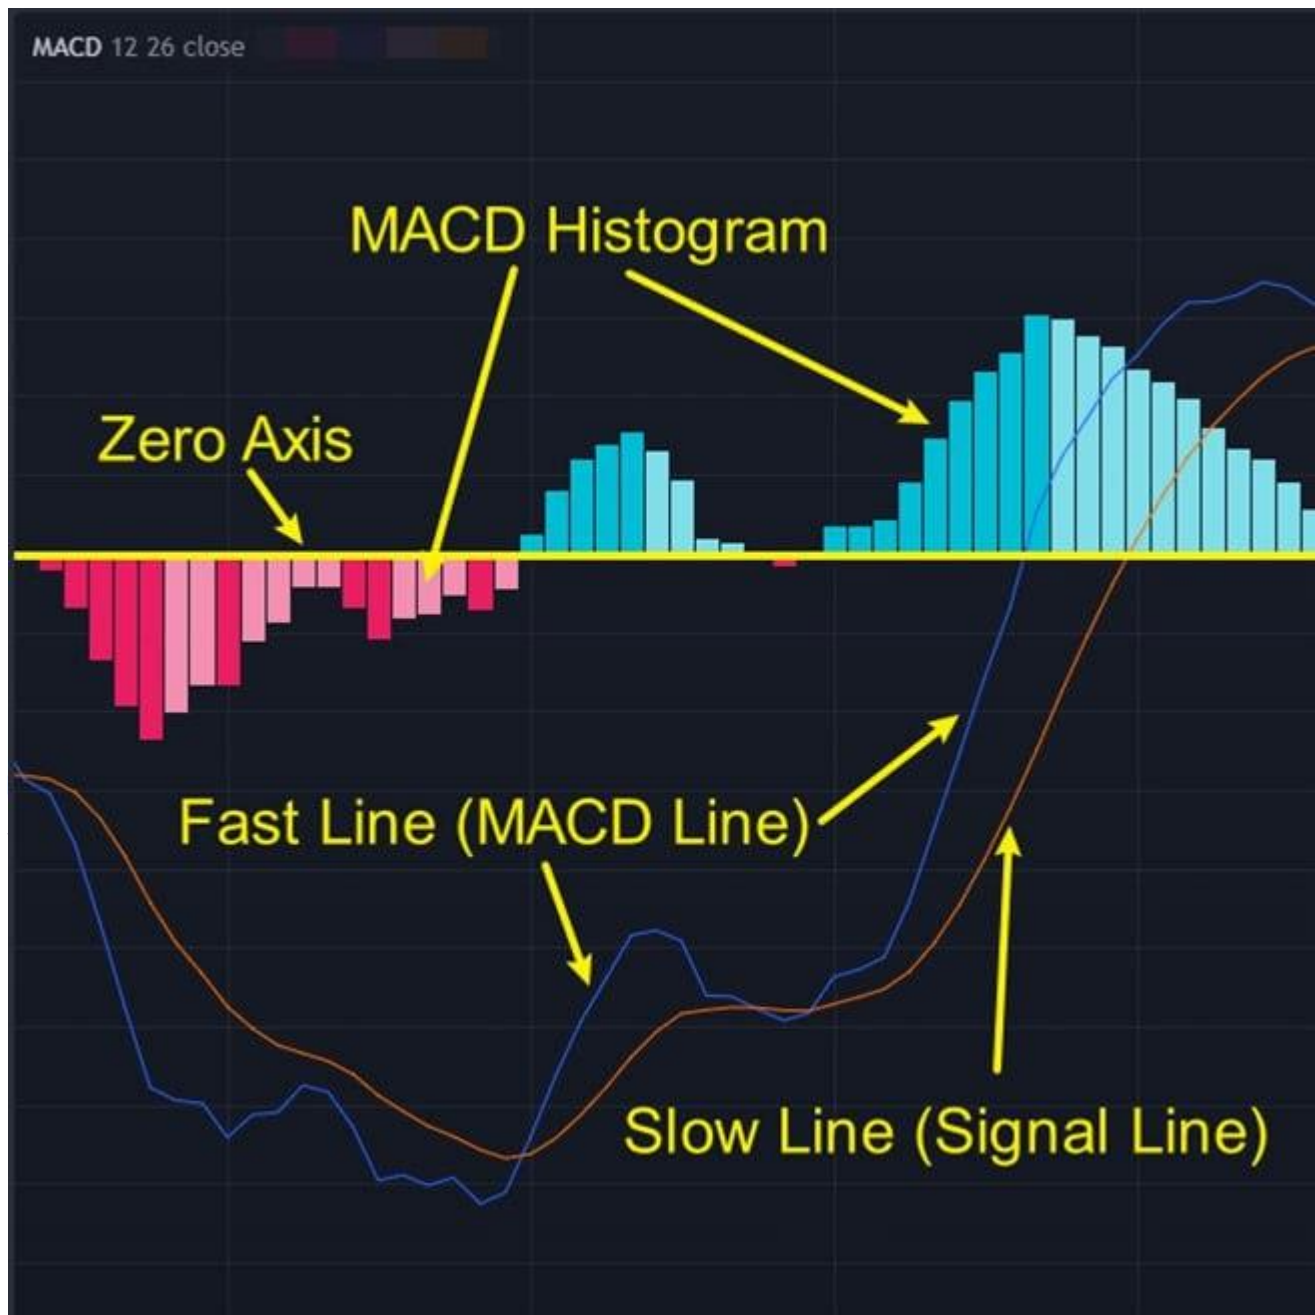 MACD 12 26 close
MACD Histogram
Zero Axis
Fast Line (MACD Line)
Slow Line (Signal Line)